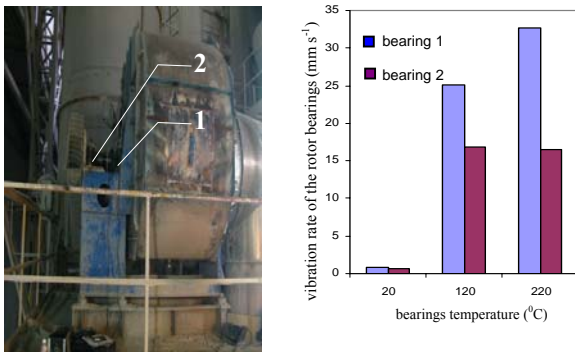 2
1
vibration rate of the rotor bearings (mm s⁻¹)
35
30
25
20
15
10
5
0
bearing 1
bearing 2
20 120 220
bearings temperature (⁰C)